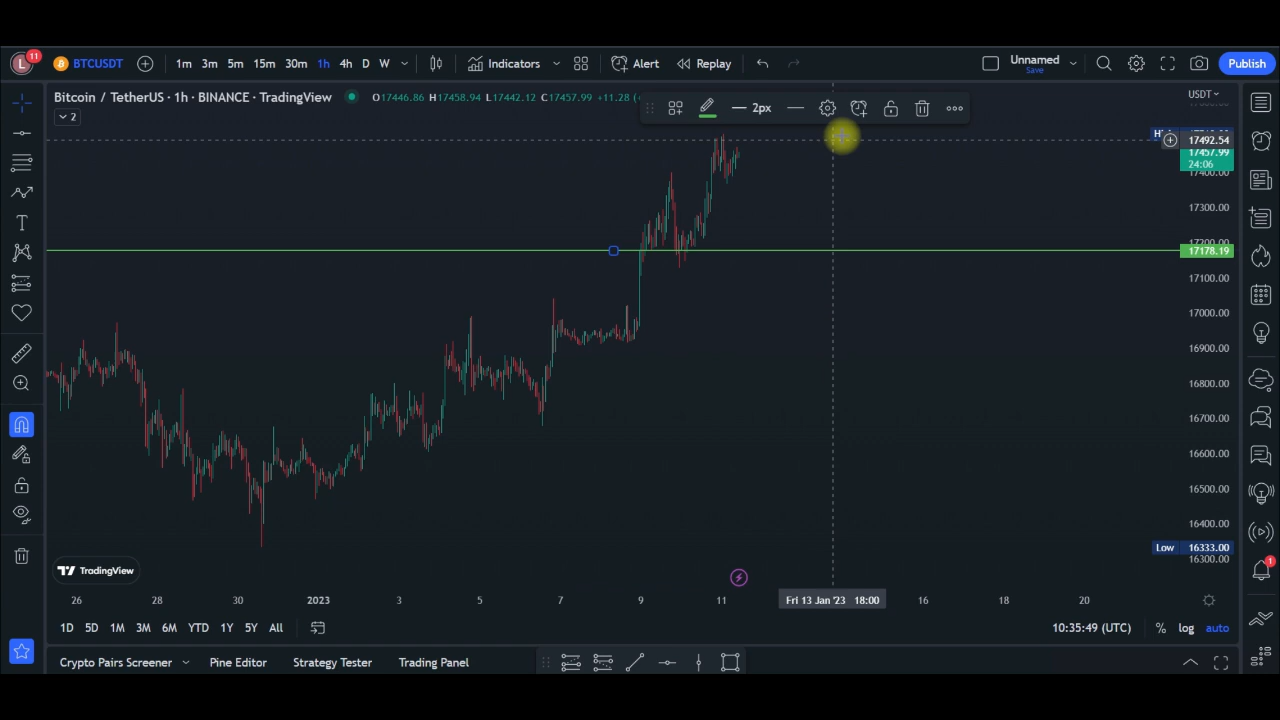 L 11 BTCUSDT 1m 3m 5m 15m 30m 1h 4h D W Indicators Alert Replay Unnamed Publish
Save
Bitcoin / TetherUS · 1h · BINANCE · TradingView O17446.86 H17458.94 L17442.12 C17457.99 +11.28 USDT
2
2px
17492.54
17457.99
24:06
17400.00
17300.00
17200.00
17178.19
17100.00
17000.00
16900.00
16800.00
16700.00
16600.00
16500.00
16400.00
Low 16333.00
16300.00
TradingView
26 28 30 2023 3 5 7 9 11 Fri 13 Jan '23 18:00 16 18 20
1D 5D 1M 3M 6M YTD 1Y 5Y All 10:35:49 (UTC) % log auto
1
Crypto Pairs Screener Pine Editor Strategy Tester Trading Panel